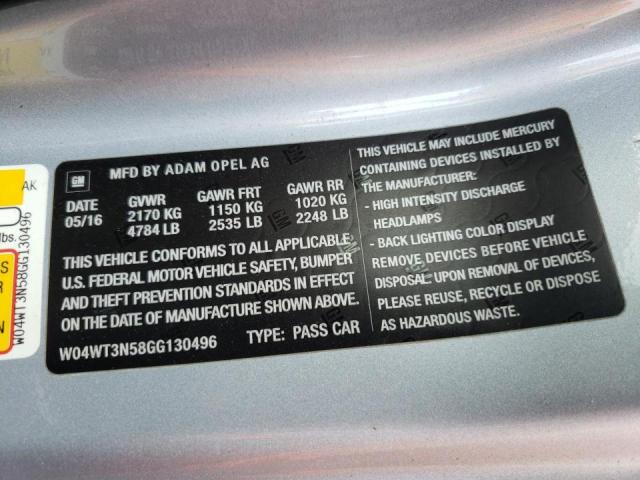 GM MFD BY ADAM OPEL AG
DATE GVWR GAWR FRT GAWR RR
05/16 2170 KG 1150 KG 1020 KG
4784 LB 2535 LB 2248 LB
THIS VEHICLE CONFORMS TO ALL APPLICABLE
U.S. FEDERAL MOTOR VEHICLE SAFETY, BUMPER
AND THEFT PREVENTION STANDARDS IN EFFECT
ON THE DATE OF MANUFACTURE SHOWN ABOVE.
W04WT3N58GG130496 TYPE: PASS CAR
THIS VEHICLE MAY INCLUDE MERCURY
CONTAINING DEVICES INSTALLED BY
THE MANUFACTURER:
- HIGH INTENSITY DISCHARGE
HEADLAMPS
- BACK LIGHTING COLOR DISPLAY
REMOVE DEVICES BEFORE VEHICLE
DISPOSAL. UPON REMOVAL OF DEVICES,
PLEASE REUSE, RECYCLE OR DISPOSE
AS HAZARDOUS WASTE.
AK
lbs.
W04WT3N58GG130496
S
R
N